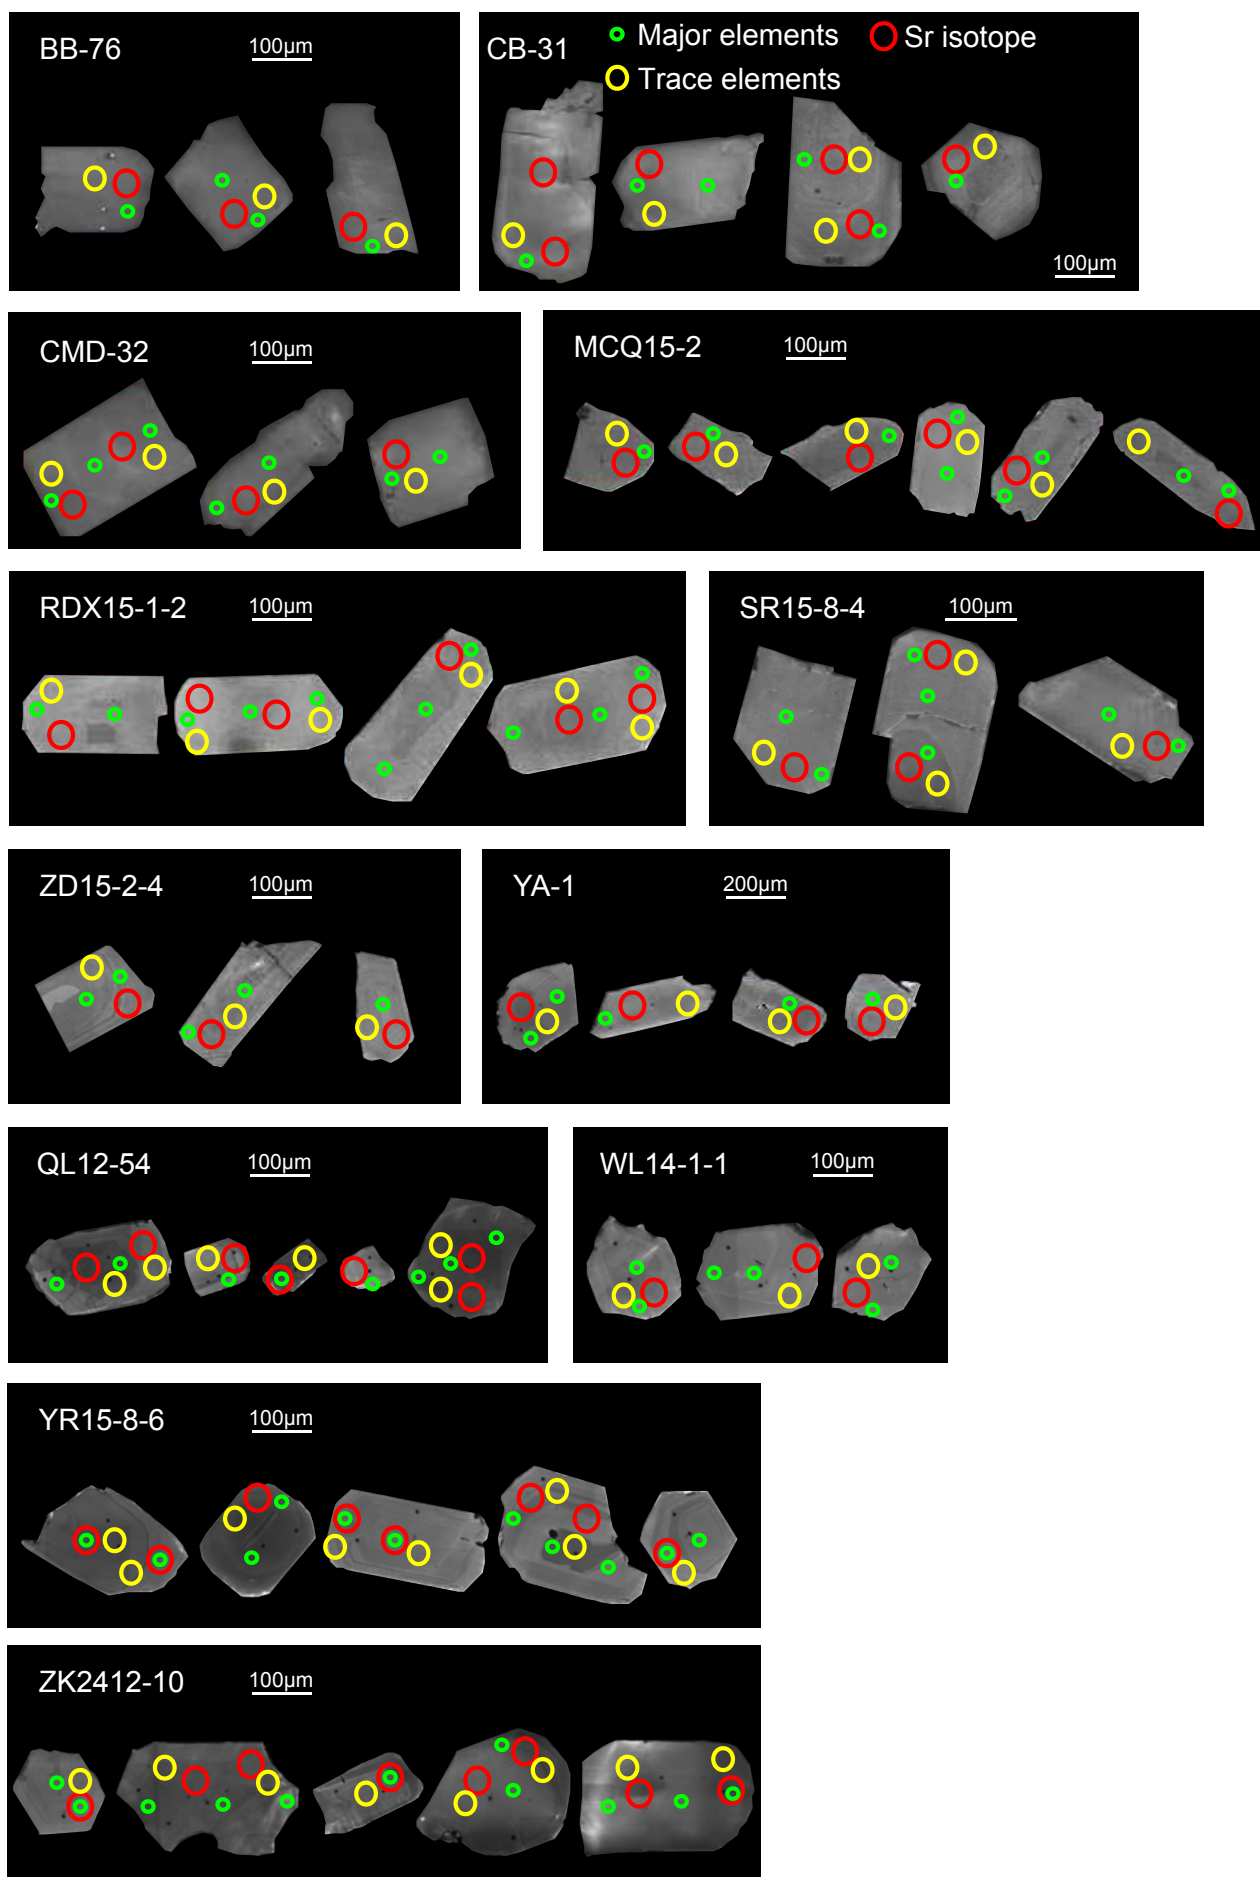 BB-76
100μm
CB-31
Major elements
Sr isotope
Trace elements
100μm
CMD-32
100μm
MCQ15-2
100μm
RDX15-1-2
100μm
SR15-8-4
100μm
ZD15-2-4
100μm
YA-1
200μm
QL12-54
100μm
WL14-1-1
100μm
YR15-8-6
100μm
ZK2412-10
100μm